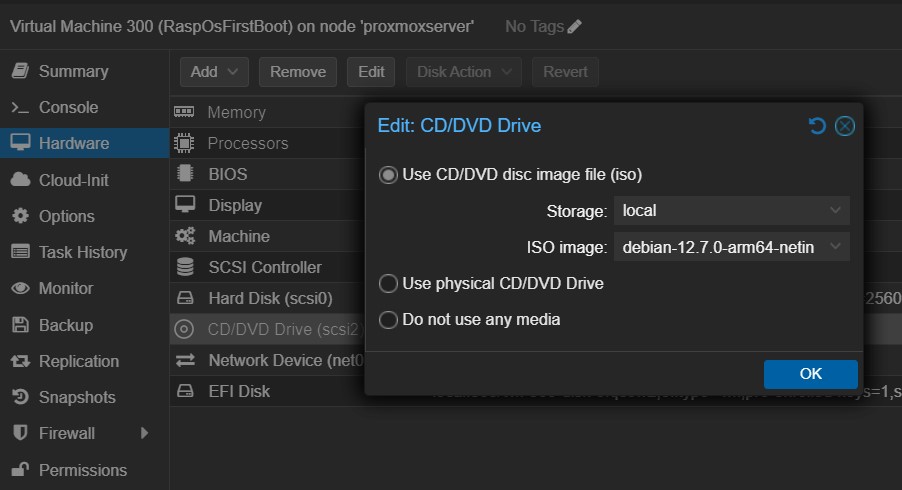 Virtual Machine 300 (RaspOsFirstBoot) on node 'proxmoxserver' No Tags
Summary
Console
Hardware
Cloud-Init
Options
Task History
Monitor
Backup
Replication
Snapshots
Firewall
Permissions
Add Remove Edit Disk Action Revert
Memory
Processors
BIOS
Display
Machine
SCSI Controller
Hard Disk (scsi0)
2560
CD/DVD Drive (scsi2)
Network Device (net0
EFI Disk
Edit: CD/DVD Drive
Use CD/DVD disc image file (iso)
Storage: local
ISO image: debian-12.7.0-arm64-netin
Use physical CD/DVD Drive
Do not use any media
OK